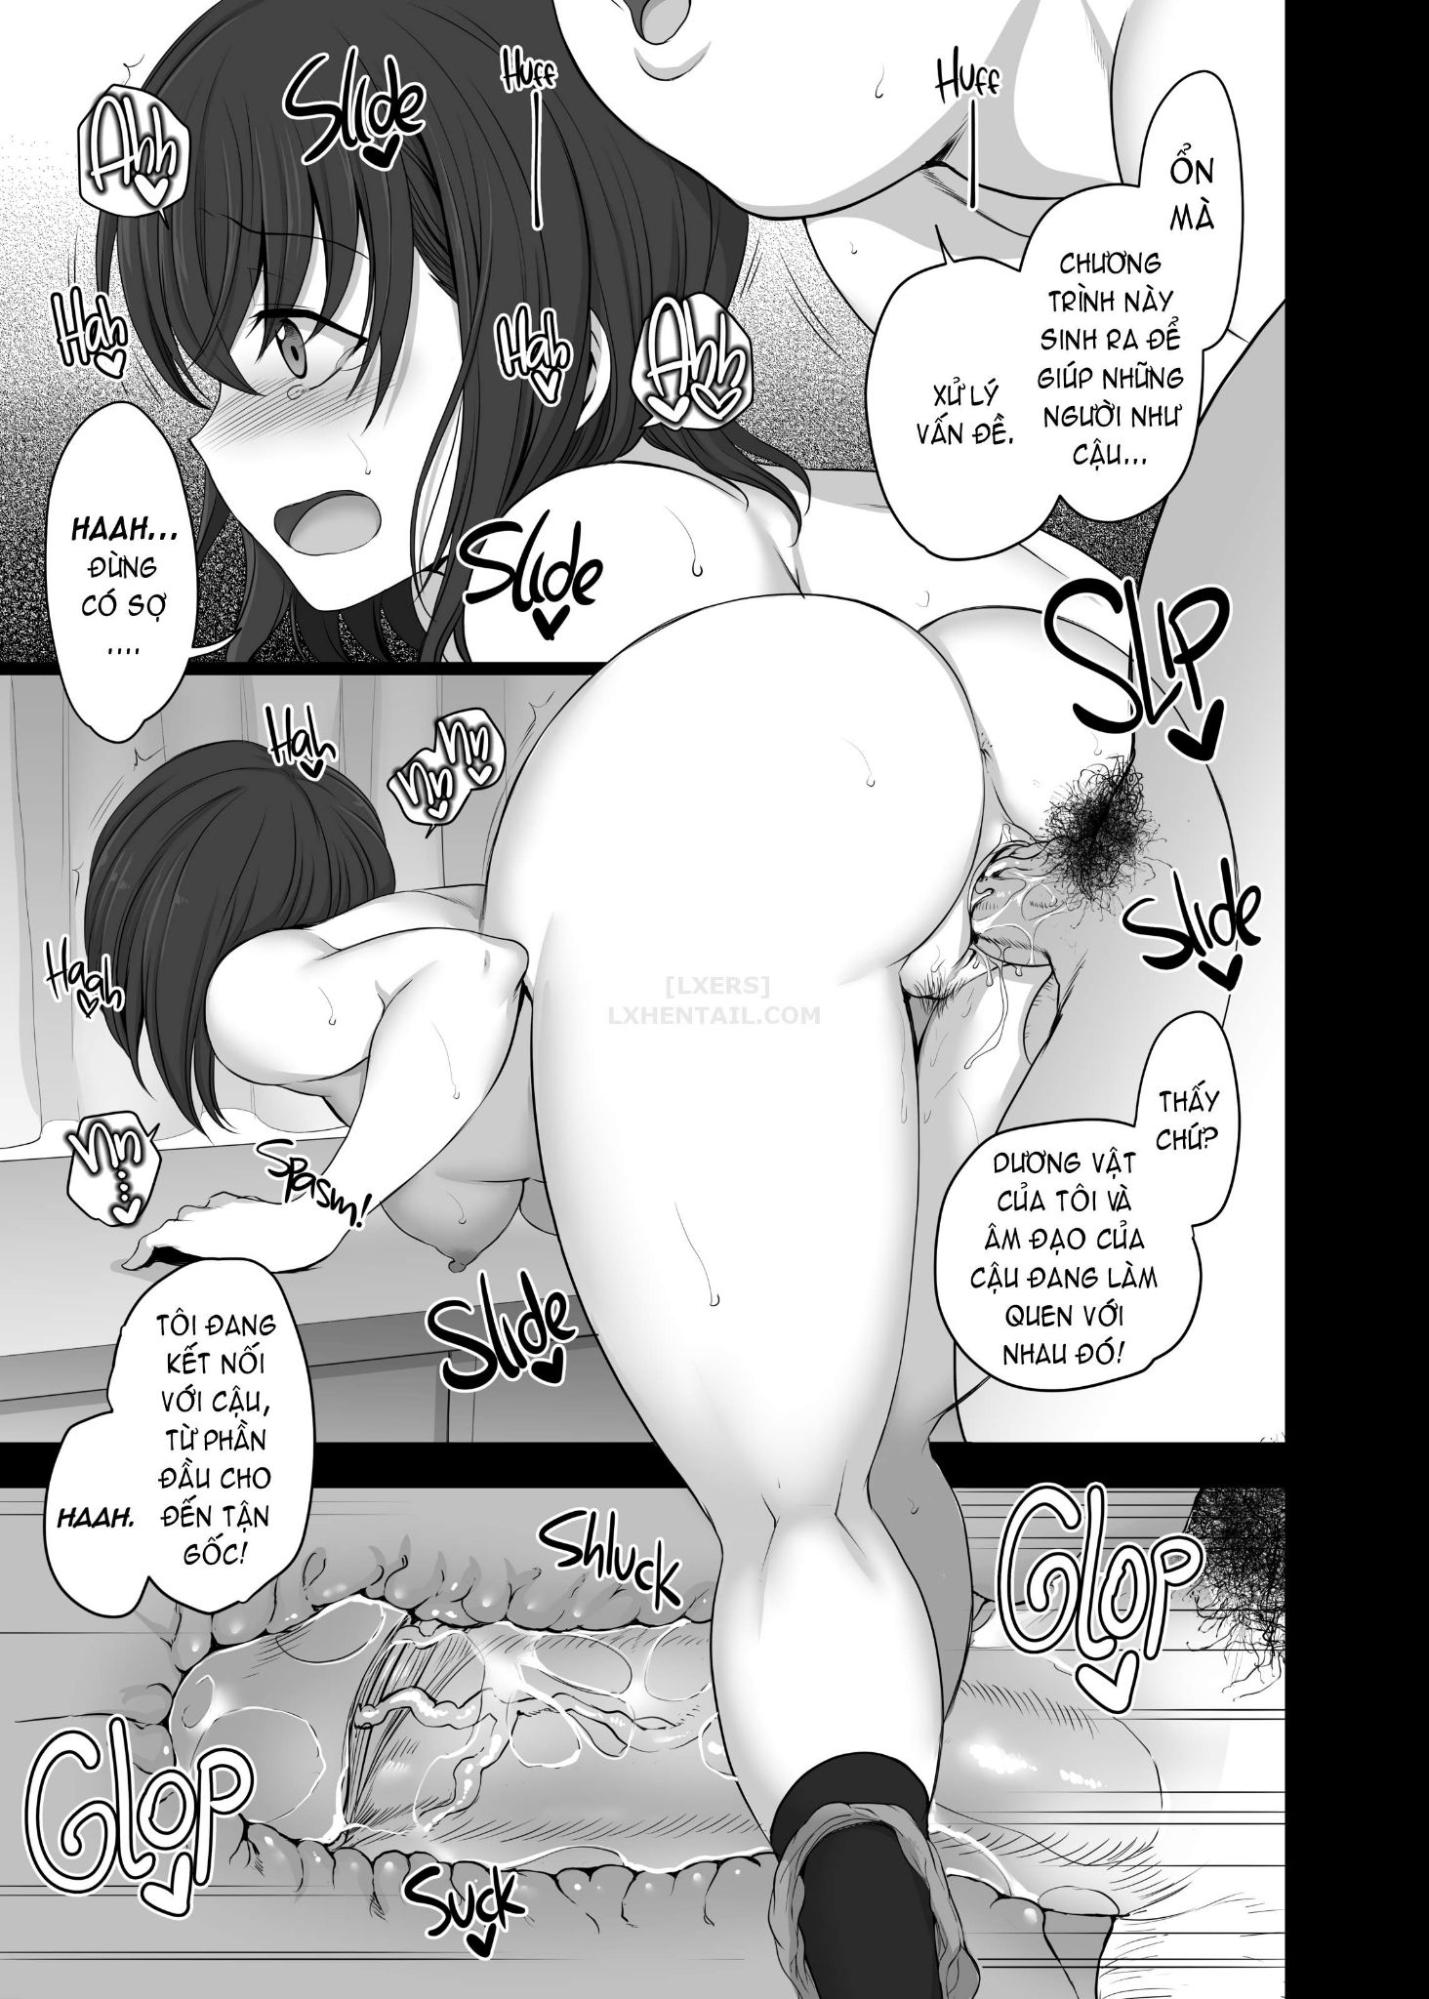 ỔN
MÀ
CHƯƠNG
TRÌNH NÀY
SINH RA ĐỂ
GIÚP NHỮNG
NGƯỜI NHƯ
CẬU...
XỬ LÝ
VẤN ĐỀ.
Huff
Huff
Slide
Ahh
Hah
Hah
Ahh
HAAH...
ĐỪNG
CÓ SỢ
....
Slide
SLIP
Hah
Nn Nn
Slide
Haah
[LXERS]
LXHENTAIL.COM
THẤY
CHỨ?
DƯƠNG VẬT
CỦA TÔI VÀ
ÂM ĐẠO CỦA
CẬU ĐANG LÀM
QUEN VỚI
NHAU ĐÓ!
Nn...
Spasm!
Slide
TÔI ĐANG
KẾT NỐI
VỚI CẬU,
TỪ PHẦN
ĐẦU CHO
ĐẾN TẬN
GỐC!
HAAH.
Shluck
Glop
Glop
Suck